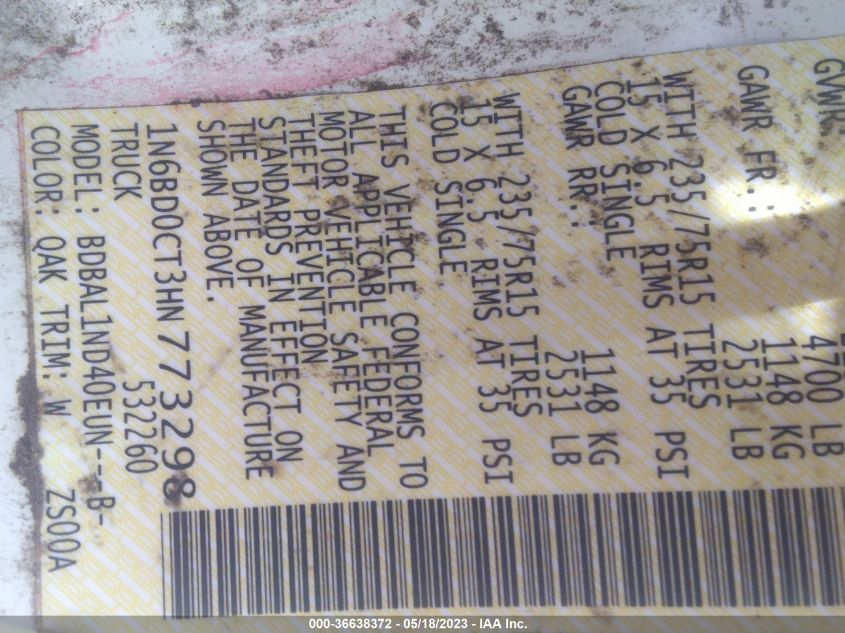 GVWR: 4700 LB
GAWR FR.: 1148 KG
2531 LB
WITH 235/75R15 TIRES
15 X 6.5 RIMS AT 35 PSI
COLD SINGLE
GAWR RR.: 1148 KG
2531 LB
WITH 235/75R15 TIRES
15 X 6.5 RIMS AT 35 PSI
COLD SINGLE
THIS VEHICLE CONFORMS TO
ALL APPLICABLE FEDERAL
MOTOR VEHICLE SAFETY AND
THEFT PREVENTION
STANDARDS IN EFFECT ON
THE DATE OF MANUFACTURE
SHOWN ABOVE.
1N6BD0CT3HN773298
TRUCK 532260
MODEL: BDBAL1ND40EUN---B-
COLOR: QAK TRIM: W ZS00A
000-36638372 - 05/18/2023 - IAA Inc.